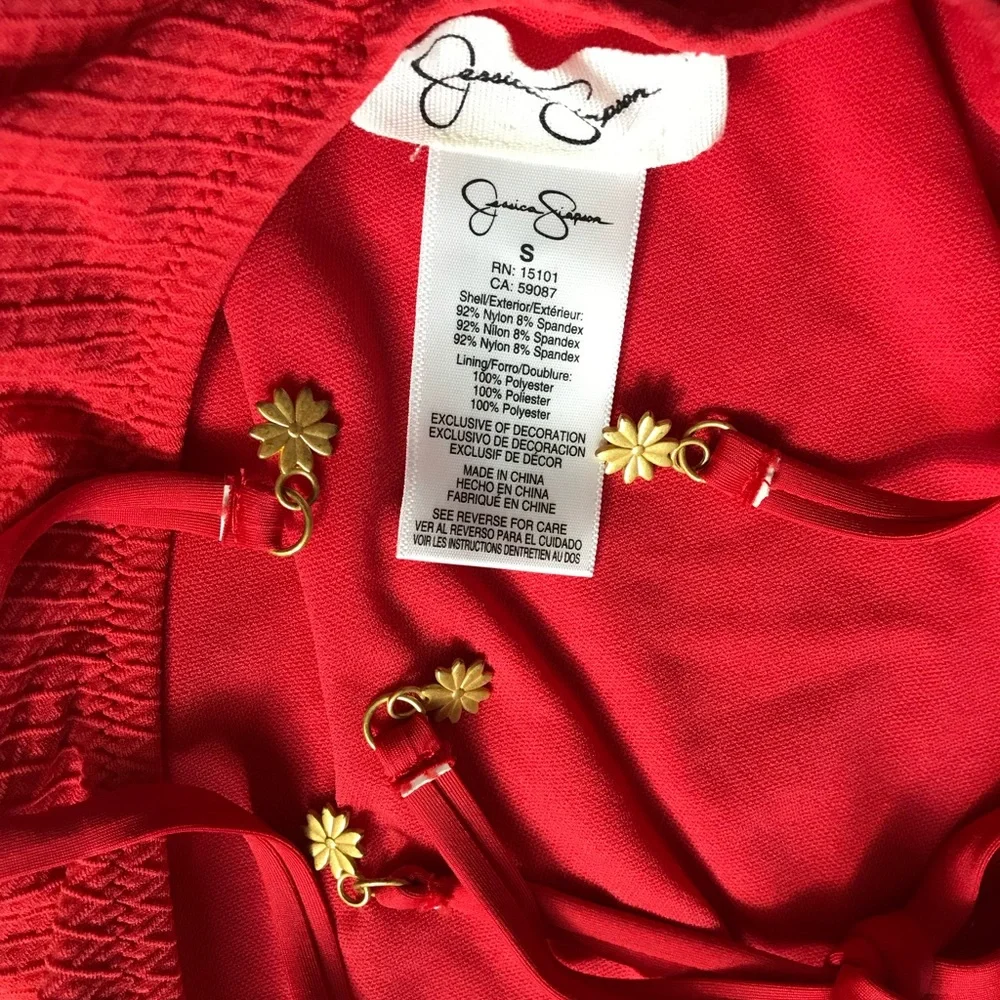 Jessica Simpson
Jessica Simpson
S
RN: 15101
CA: 59087
Shell/Exterior/Extérieur:
92% Nylon 8% Spandex
92% Nilon 8% Spandex
92% Nylon 8% Spandex
Lining/Forro/Doublure:
100% Polyester
100% Poliester
100% Polyester
EXCLUSIVE OF DECORATION
EXCLUSIVO DE DECORACION
EXCLUSIF DE DÉCOR
MADE IN CHINA
HECHO EN CHINA
FABRIQUÉ EN CHINE
SEE REVERSE FOR CARE
VER AL REVERSO PARA EL CUIDADO
VOIR LES INSTRUCTIONS DENTRETIEN AU DOS